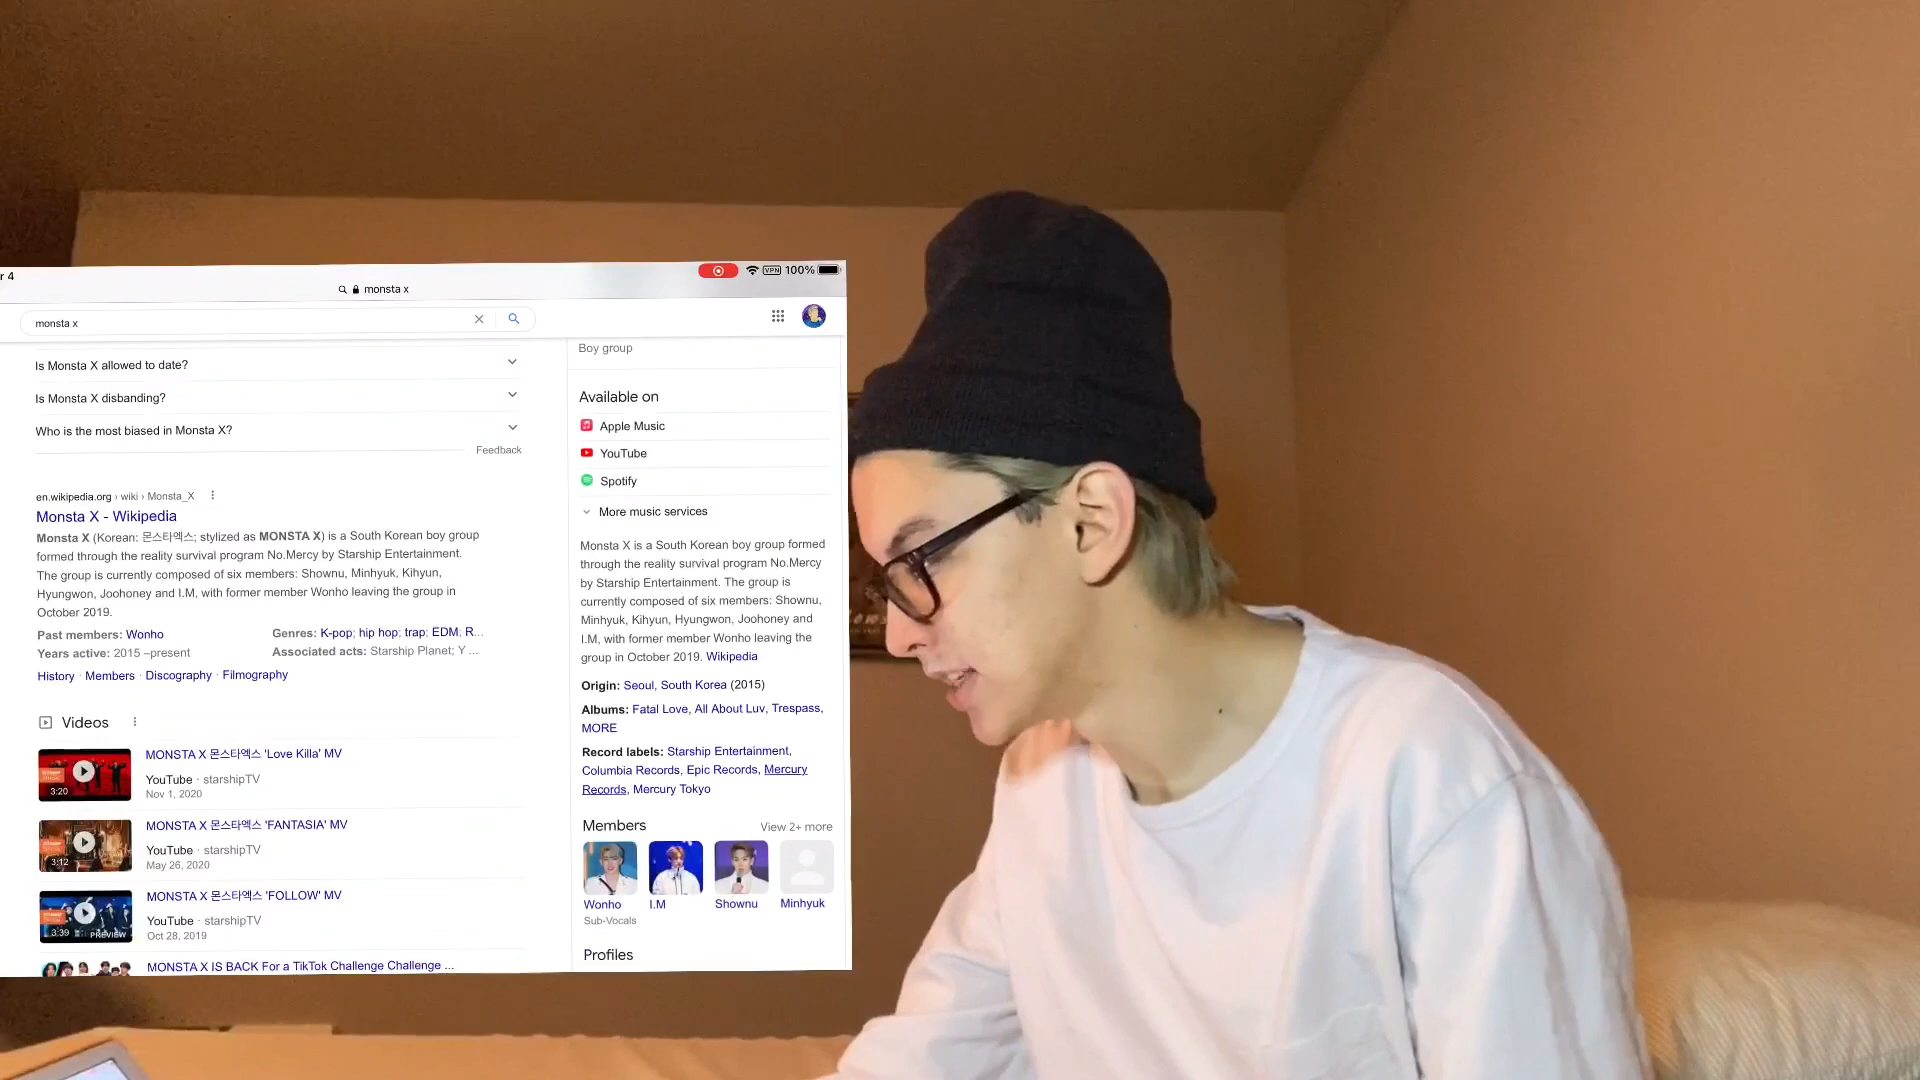 r 4
VPN 100%
monsta x
monsta x
Is Monsta X allowed to date?
Is Monsta X disbanding?
Who is the most biased in Monsta X?
Feedback
en.wikipedia.org › wiki › Monsta_X
Monsta X - Wikipedia
Monsta X (Korean: 몬스타엑스; stylized as MONSTA X) is a South Korean boy group
formed through the reality survival program No.Mercy by Starship Entertainment.
The group is currently composed of six members: Shownu, Minhyuk, Kihyun,
Hyungwon, Joohoney and I.M, with former member Wonho leaving the group in
October 2019.
Past members: Wonho
Genres: K-pop; hip hop; trap; EDM; R...
Years active: 2015 –present
Associated acts: Starship Planet; Y ...
History · Members · Discography · Filmography
Videos
MONSTA X 몬스타엑스 'Love Killa' MV
YouTube · starshipTV
Nov 1, 2020
3:20
MONSTA X 몬스타엑스 'FANTASIA' MV
YouTube · starshipTV
May 26, 2020
3:12
MONSTA X 몬스타엑스 'FOLLOW' MV
YouTube · starshipTV
Oct 28, 2019
3:39
PREVIEW
MONSTA X IS BACK For a TikTok Challenge Challenge ...
Boy group
Available on
Apple Music
YouTube
Spotify
More music services
Monsta X is a South Korean boy group formed
through the reality survival program No.Mercy
by Starship Entertainment. The group is
currently composed of six members: Shownu,
Minhyuk, Kihyun, Hyungwon, Joohoney and
I.M, with former member Wonho leaving the
group in October 2019. Wikipedia
Origin: Seoul, South Korea (2015)
Albums: Fatal Love, All About Luv, Trespass,
MORE
Record labels: Starship Entertainment,
Columbia Records, Epic Records, Mercury
Records, Mercury Tokyo
Members
View 2+ more
Wonho
Sub-Vocals
I.M
Shownu
Minhyuk
Profiles